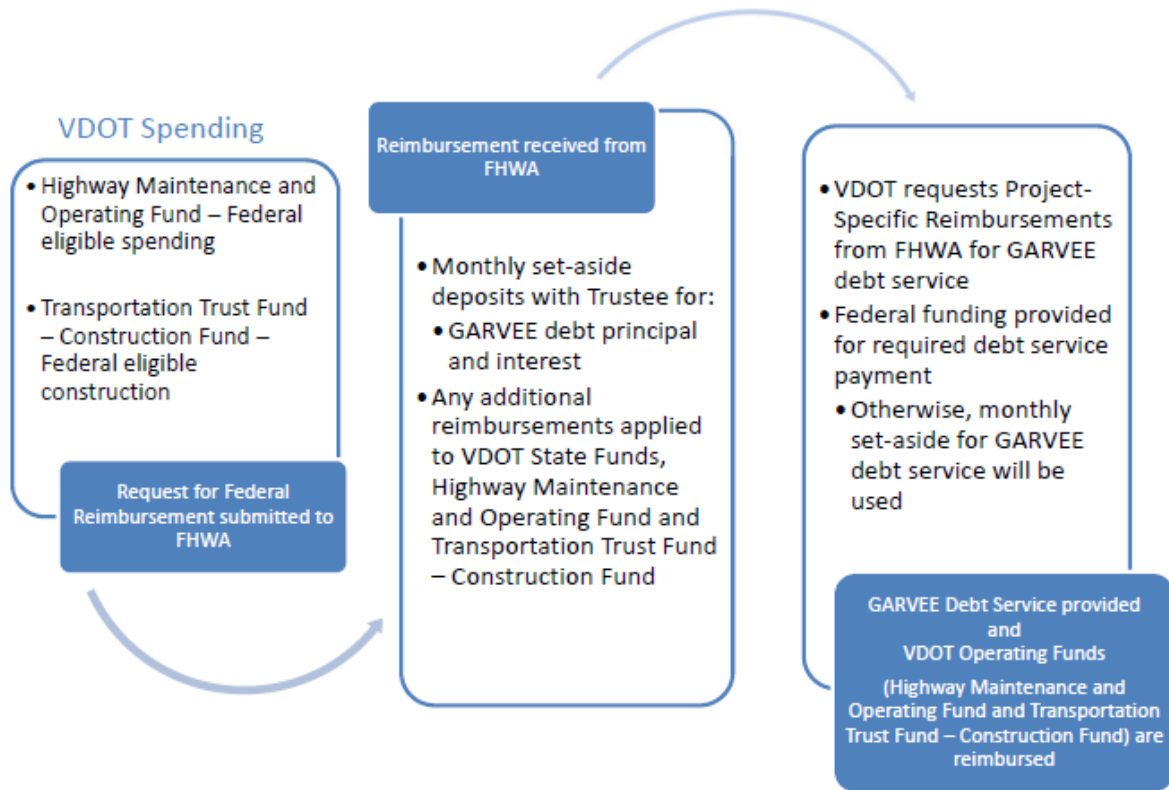 VDOT Spending
• Highway Maintenance and
Operating Fund – Federal
eligible spending
• Transportation Trust Fund
– Construction Fund –
Federal eligible
construction
Request for Federal
Reimbursement submitted to
FHWA
Reimbursement received from
FHWA
• Monthly set-aside
deposits with Trustee for:
• GARVEE debt principal
and interest
• Any additional
reimbursements applied
to VDOT State Funds,
Highway Maintenance
and Operating Fund and
Transportation Trust Fund
– Construction Fund
• VDOT requests Project-
Specific Reimbursements
from FHWA for GARVEE
debt service
• Federal funding provided
for required debt service
payment
• Otherwise, monthly
set-aside for GARVEE
debt service will be
used
GARVEE Debt Service provided
and
VDOT Operating Funds
(Highway Maintenance and
Operating Fund and Transportation
Trust Fund – Construction Fund) are
reimbursed